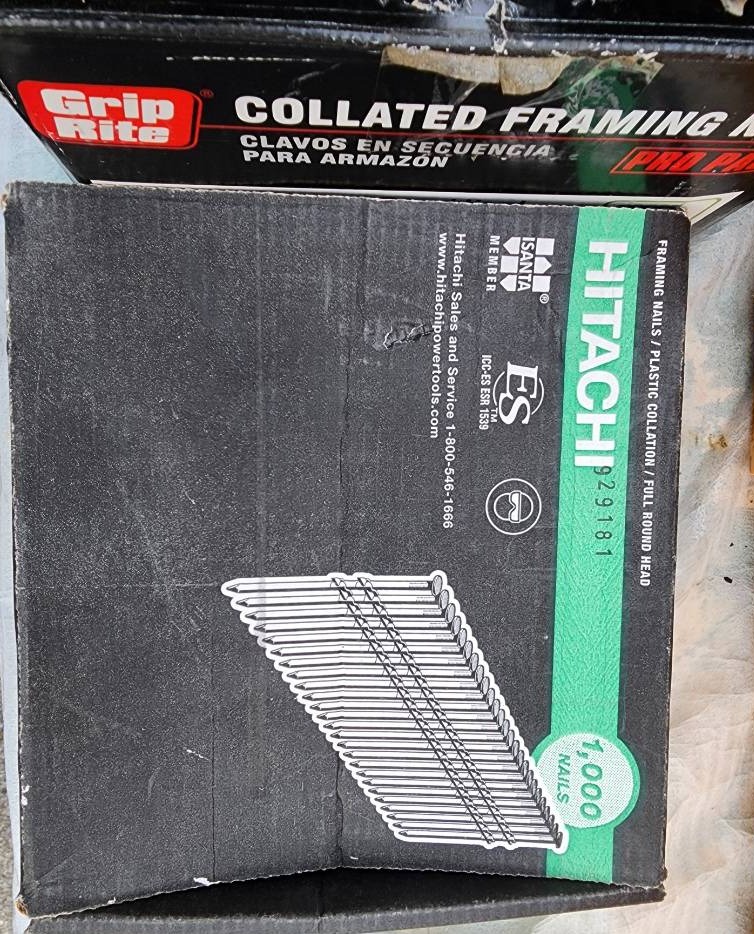 Grip
Rite®
COLLATED FRAMING
CLAVOS EN SECUENCIA
PARA ARMAZÓN
PRO
FRAMING NAILS / PLASTIC COLLATION / FULL ROUND HEAD
HITACHI
929181
1,000
NAILS
ISANTA®
MEMBER
ES™
ICC-ES ESR 1539
Hitachi Sales and Service 1-800-546-1666
www.hitachipowertools.com